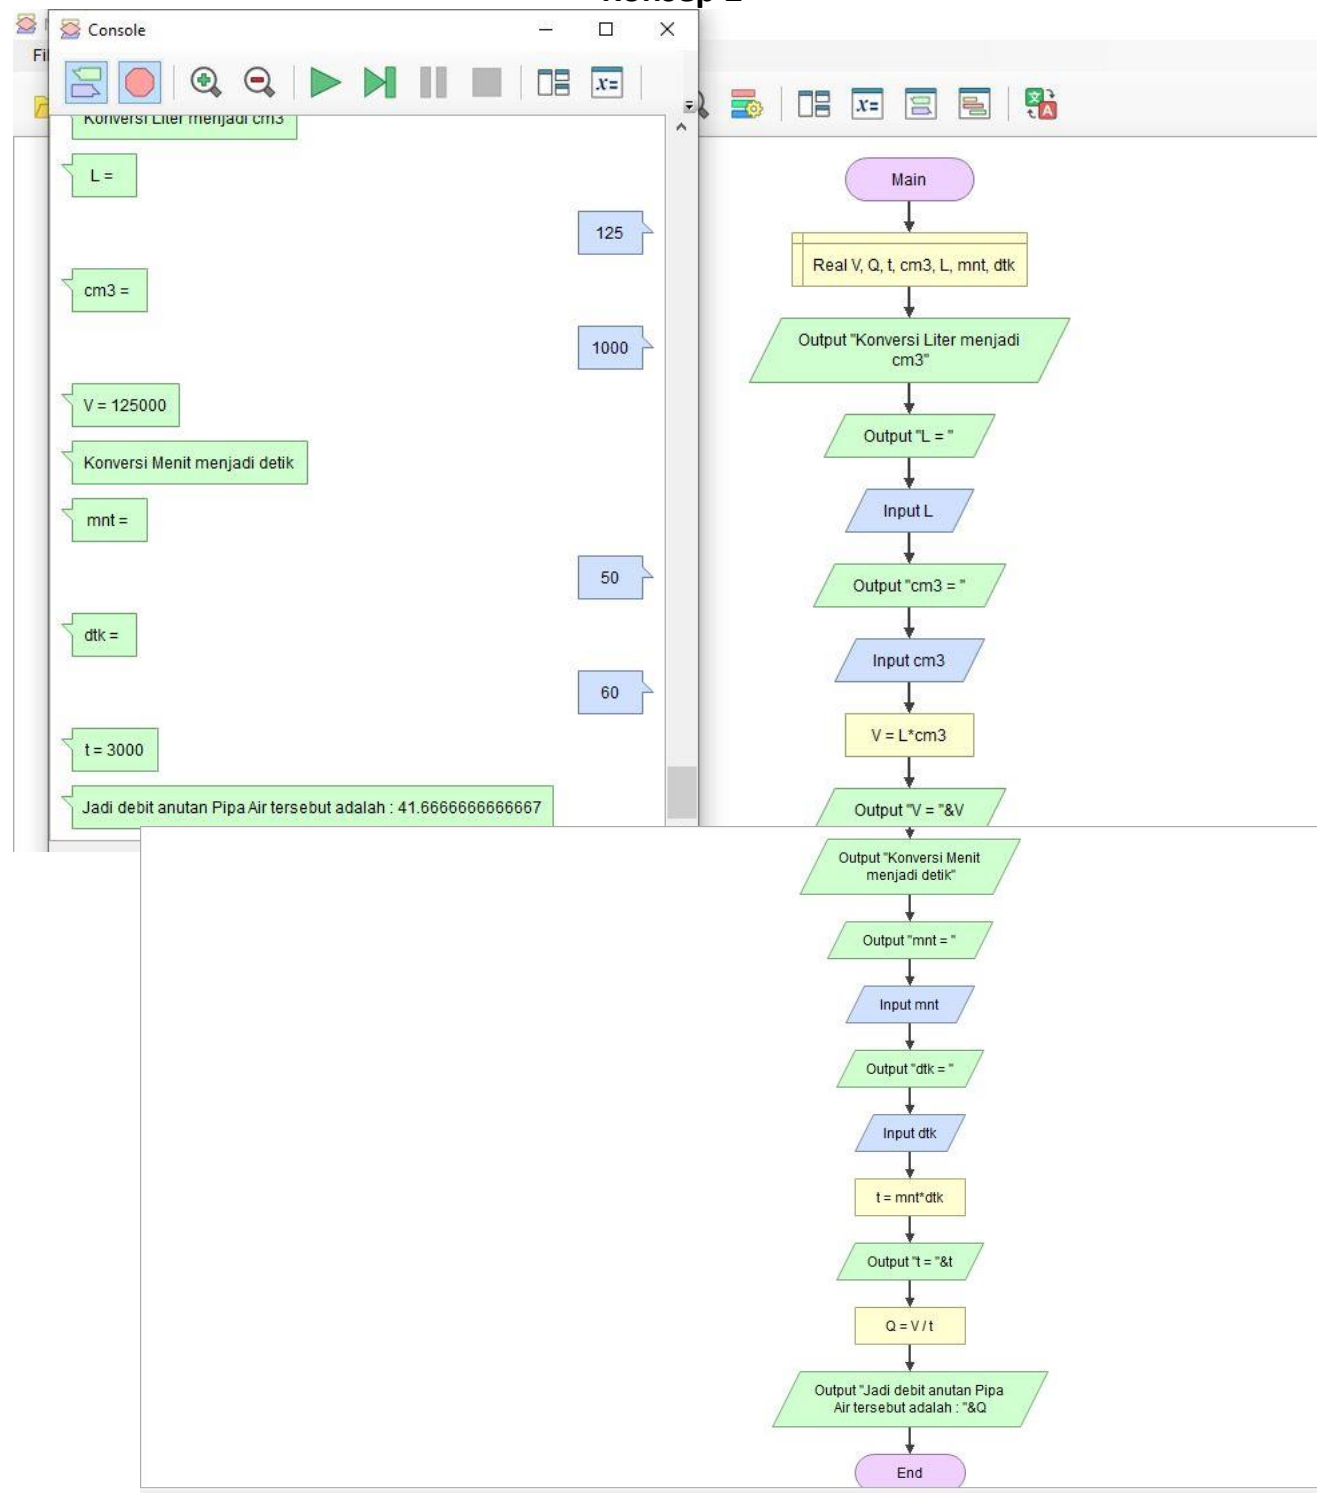 Console
Konversi Liter menjadi cm3
L =
125
cm3 =
1000
V = 125000
Konversi Menit menjadi detik
mnt =
50
dtk =
60
t = 3000
Jadi debit anutan Pipa Air tersebut adalah : 41.6666666666667
Main
Real V, Q, t, cm3, L, mnt, dtk
Output "Konversi Liter menjadi
cm3"
Output "L = "
Input L
Output "cm3 = "
Input cm3
V = L*cm3
Output "V = "&V
Output "Konversi Menit
menjadi detik"
Output "mnt = "
Input mnt
Output "dtk = "
Input dtk
t = mnt*dtk
Output "t = "&t
Q = V / t
Output "Jadi debit anutan Pipa
Air tersebut adalah : "&Q
End